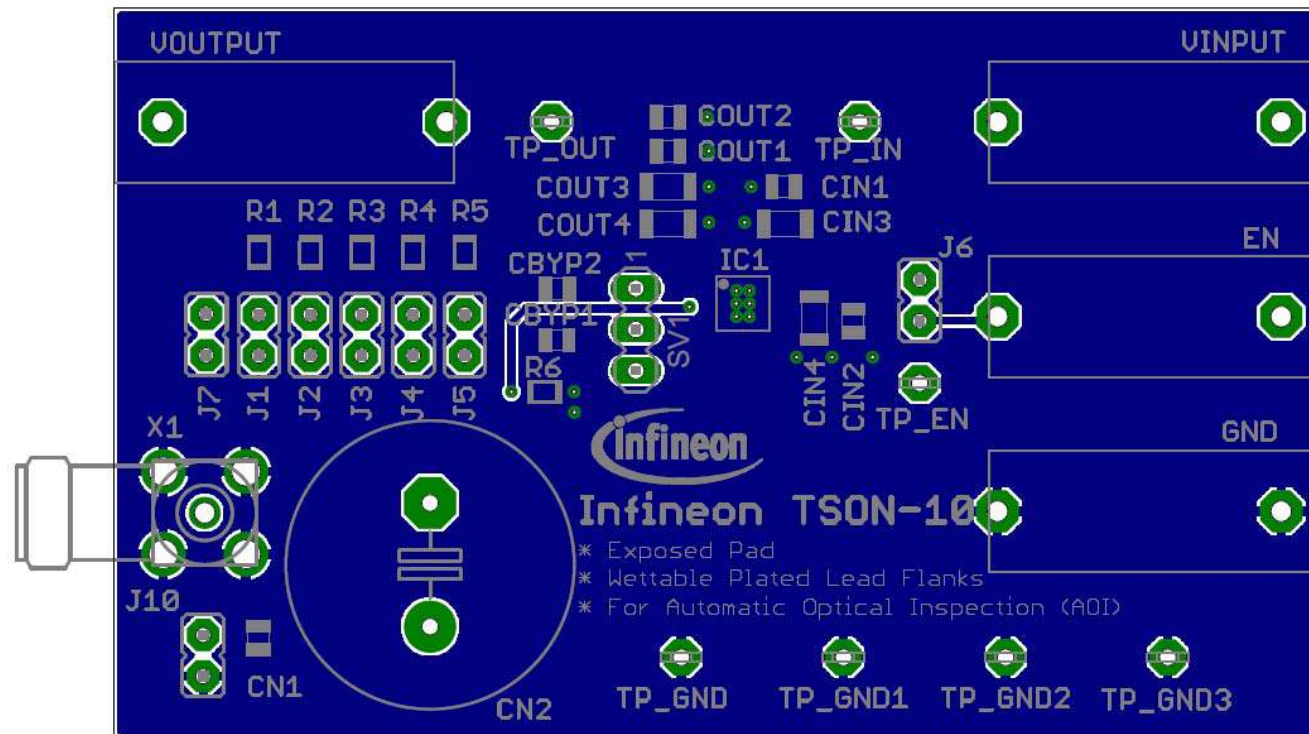 VOUTPUT
VINPUT
COUT2
TP_OUT
COUT1
TP_IN
COUT3
CIN1
R1 R2 R3 R4 R5
COUT4
CIN3
EN
CBYP2
IC1
J6
CBYP1
SV1
R6
J7 J1 J2 J3 J4 J5
CIN4
CIN2
TP_EN
X1
GND
infineon
Infineon TSON-10
* Exposed Pad
* Wettable Plated Lead Flanks
* For Automatic Optical Inspection (AOI)
J10
CN1
CN2
TP_GND
TP_GND1
TP_GND2
TP_GND3